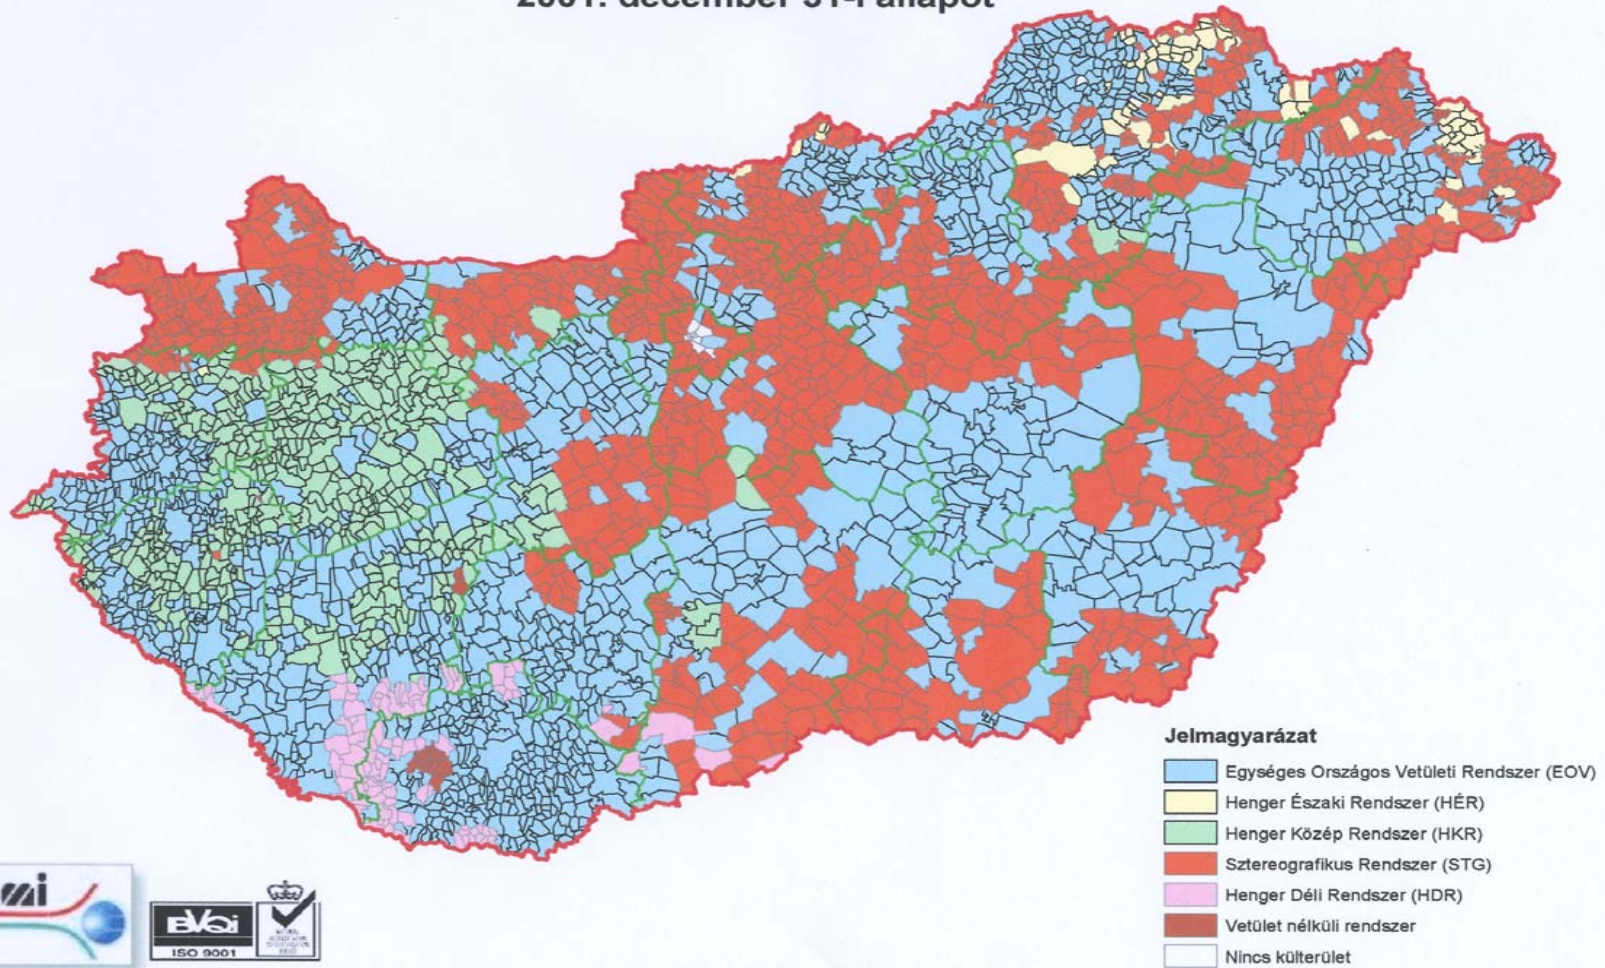 2001. december 31-i állapot
Jelmagyarázat
Egységes Országos Vetületi Rendszer (EOV)
Henger Északi Rendszer (HÉR)
Henger Közép Rendszer (HKR)
Sztereografikus Rendszer (STG)
Henger Déli Rendszer (HDR)
Vetület nélküli rendszer
Nincs külterület
BVQi
ISO 9001